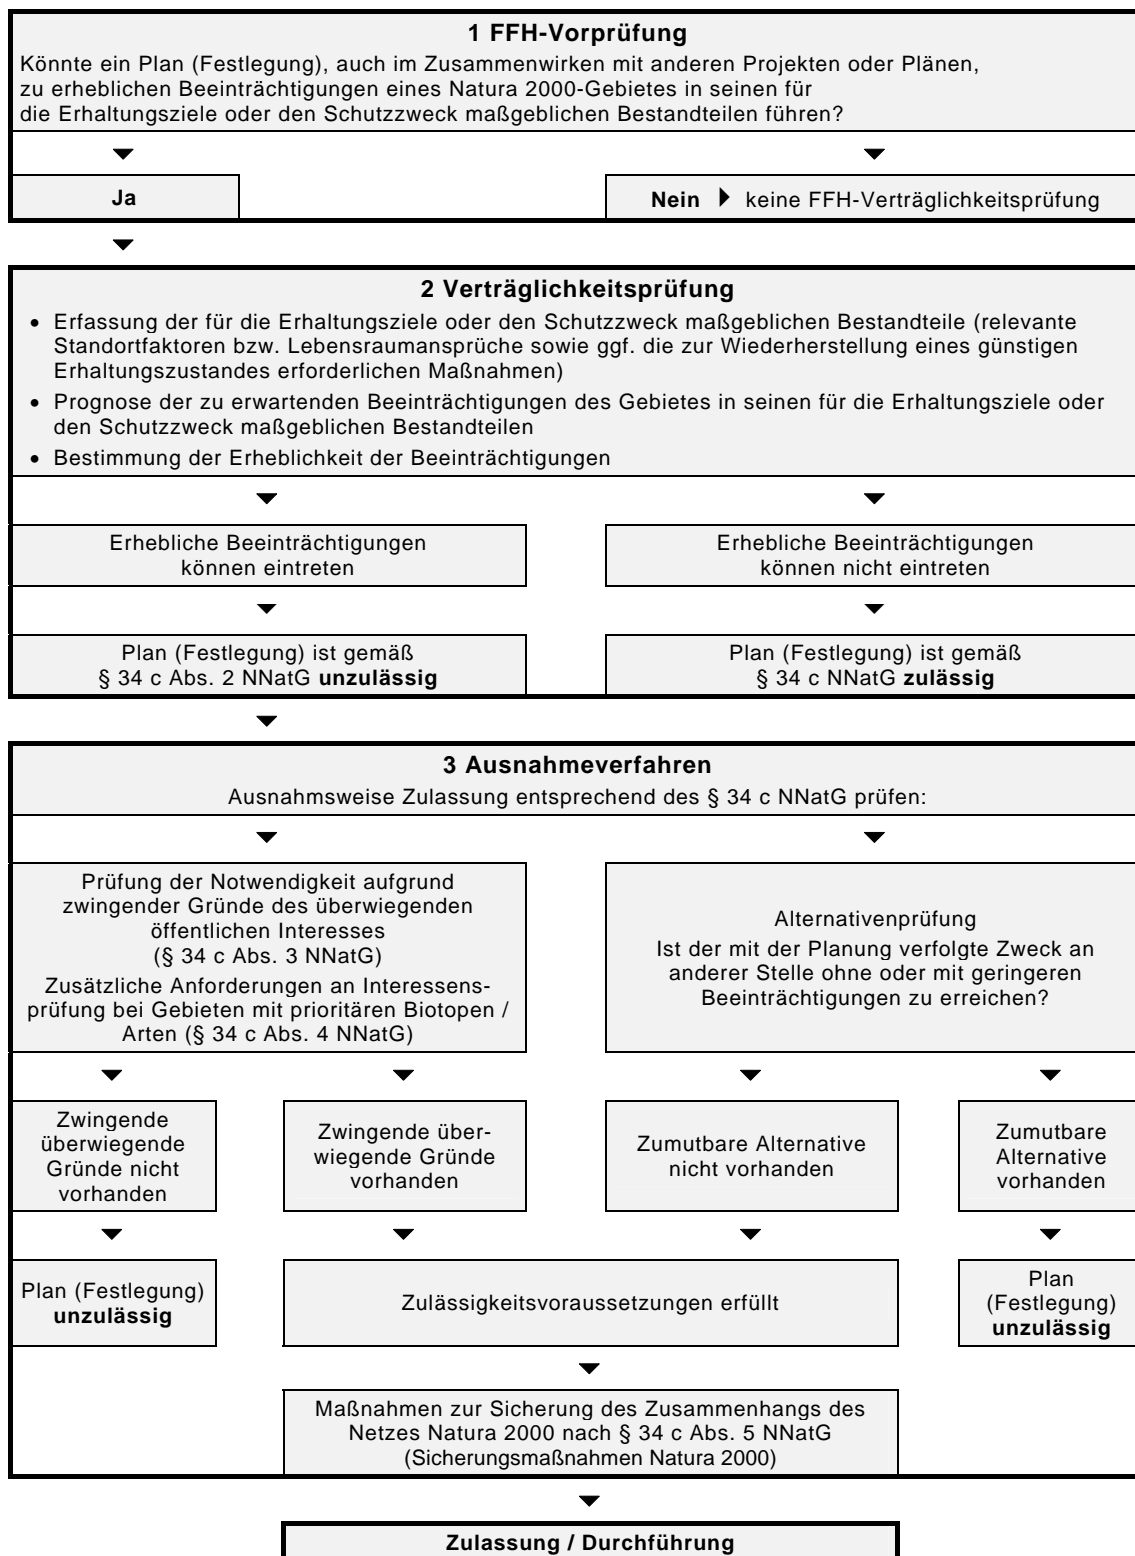 1 FFH-Vorprüfung
Könnte ein Plan (Festlegung), auch im Zusammenwirken mit anderen Projekten oder Plänen,
zu erheblichen Beeinträchtigungen eines Natura 2000-Gebietes in seinen für
die Erhaltungsziele oder den Schutzzweck maßgeblichen Bestandteilen führen?
Ja
Nein ▶ keine FFH-Verträglichkeitsprüfung
2 Verträglichkeitsprüfung
• Erfassung der für die Erhaltungsziele oder den Schutzzweck maßgeblichen Bestandteile (relevante
Standortfaktoren bzw. Lebensraumansprüche sowie ggf. die zur Wiederherstellung eines günstigen
Erhaltungszustandes erforderlichen Maßnahmen)
• Prognose der zu erwartenden Beeinträchtigungen des Gebietes in seinen für die Erhaltungsziele oder
den Schutzzweck maßgeblichen Bestandteilen
• Bestimmung der Erheblichkeit der Beeinträchtigungen
Erhebliche Beeinträchtigungen
können eintreten
Erhebliche Beeinträchtigungen
können nicht eintreten
Plan (Festlegung) ist gemäß
§ 34 c Abs. 2 NNatG unzulässig
Plan (Festlegung) ist gemäß
§ 34 c NNatG zulässig
3 Ausnahmeverfahren
Ausnahmsweise Zulassung entsprechend des § 34 c NNatG prüfen:
Prüfung der Notwendigkeit aufgrund
zwingender Gründe des überwiegenden
öffentlichen Interesses
(§ 34 c Abs. 3 NNatG)
Zusätzliche Anforderungen an Interessens-
prüfung bei Gebieten mit prioritären Biotopen /
Arten (§ 34 c Abs. 4 NNatG)
Alternativenprüfung
Ist der mit der Planung verfolgte Zweck an
anderer Stelle ohne oder mit geringeren
Beeinträchtigungen zu erreichen?
Zwingende
überwiegende
Gründe nicht
vorhanden
Zwingende über-
wiegende Gründe
vorhanden
Zumutbare Alternative
nicht vorhanden
Zumutbare
Alternative
vorhanden
Plan (Festlegung)
unzulässig
Zulässigkeitsvoraussetzungen erfüllt
Plan
(Festlegung)
unzulässig
Maßnahmen zur Sicherung des Zusammenhangs des
Netzes Natura 2000 nach § 34 c Abs. 5 NNatG
(Sicherungsmaßnahmen Natura 2000)
Zulassung / Durchführung